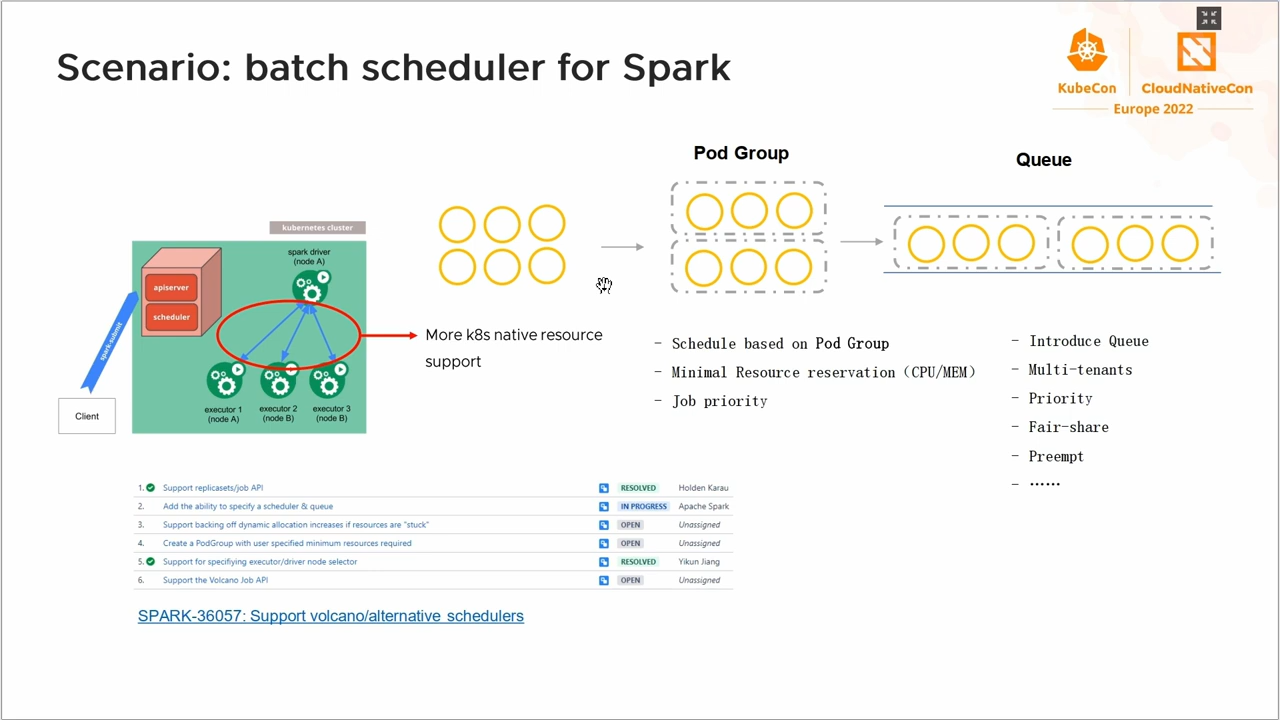 Scenario: batch scheduler for Spark
KubeCon
CloudNativeCon
Europe 2022
Pod Group
Queue
kubernetes cluster
spark driver
(node A)
apiserver
scheduler
spark-submit
Client
executor 1
(node A)
executor 2
(node B)
executor 3
(node B)
More k8s native resource
support
- Schedule based on Pod Group
- Minimal Resource reservation（CPU/MEM）
- Job priority
- Introduce Queue
- Multi-tenants
- Priority
- Fair-share
- Preempt
- ……
1. Support replicasets/job API RESOLVED Holden Karau
2. Add the ability to specify a scheduler & queue IN PROGRESS Apache Spark
3. Support backing off dynamic allocation increases if resources are "stuck" OPEN Unassigned
4. Create a PodGroup with user specified minimum resources required OPEN Unassigned
5. Support for specifiying executor/driver node selector RESOLVED Yikun Jiang
6. Support the Volcano Job API OPEN Unassigned
SPARK-36057: Support volcano/alternative schedulers